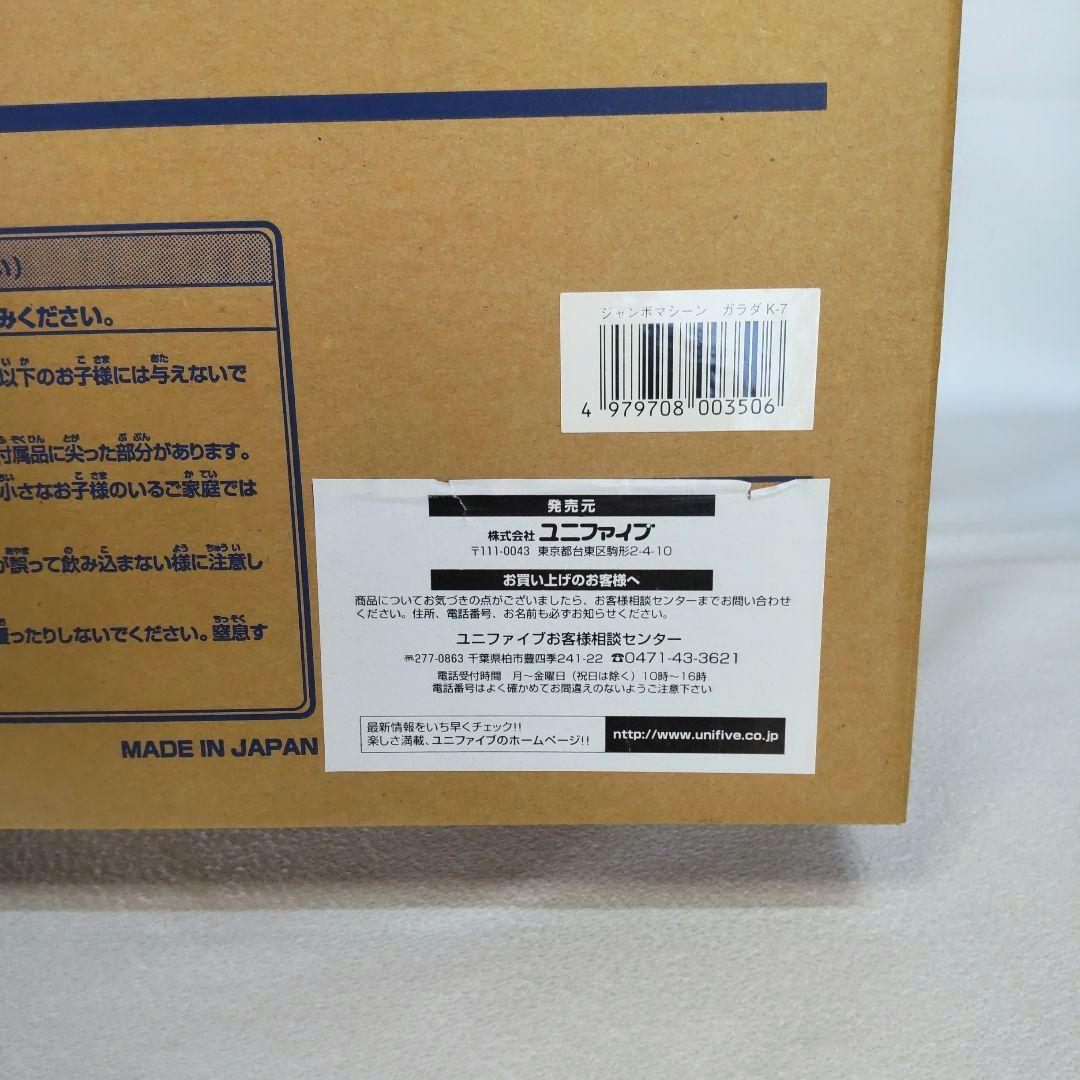 い)
みください。
以下のお子様には与えないで
付属品に尖った部分があります。
小さなお子様のいるご家庭では
が誤って飲み込まない様に注意し
ったりしないでください。窒息す
MADE IN JAPAN
ジャンボマシーン　ガラダK-7
4 979708 003506
発売元
株式会社 ユニファイブ
〒111-0043 東京都台東区駒形2-4-10
お買い上げのお客様へ
商品についてお気づきの点がございましたら、お客様相談センターまでお問い合わせ
ください。住所、電話番号、お名前も必ずお知らせください。
ユニファイブお客様相談センター
〒277-0863 千葉県柏市豊四季241-22 ☎0471-43-3621
電話受付時間　月〜金曜日（祝日は除く）10時〜16時
電話番号はよく確かめてお間違えのないようご注意下さい
最新情報をいち早くチェック!!
楽しさ満載、ユニファイブのホームページ!!
http://www.unifive.co.jp